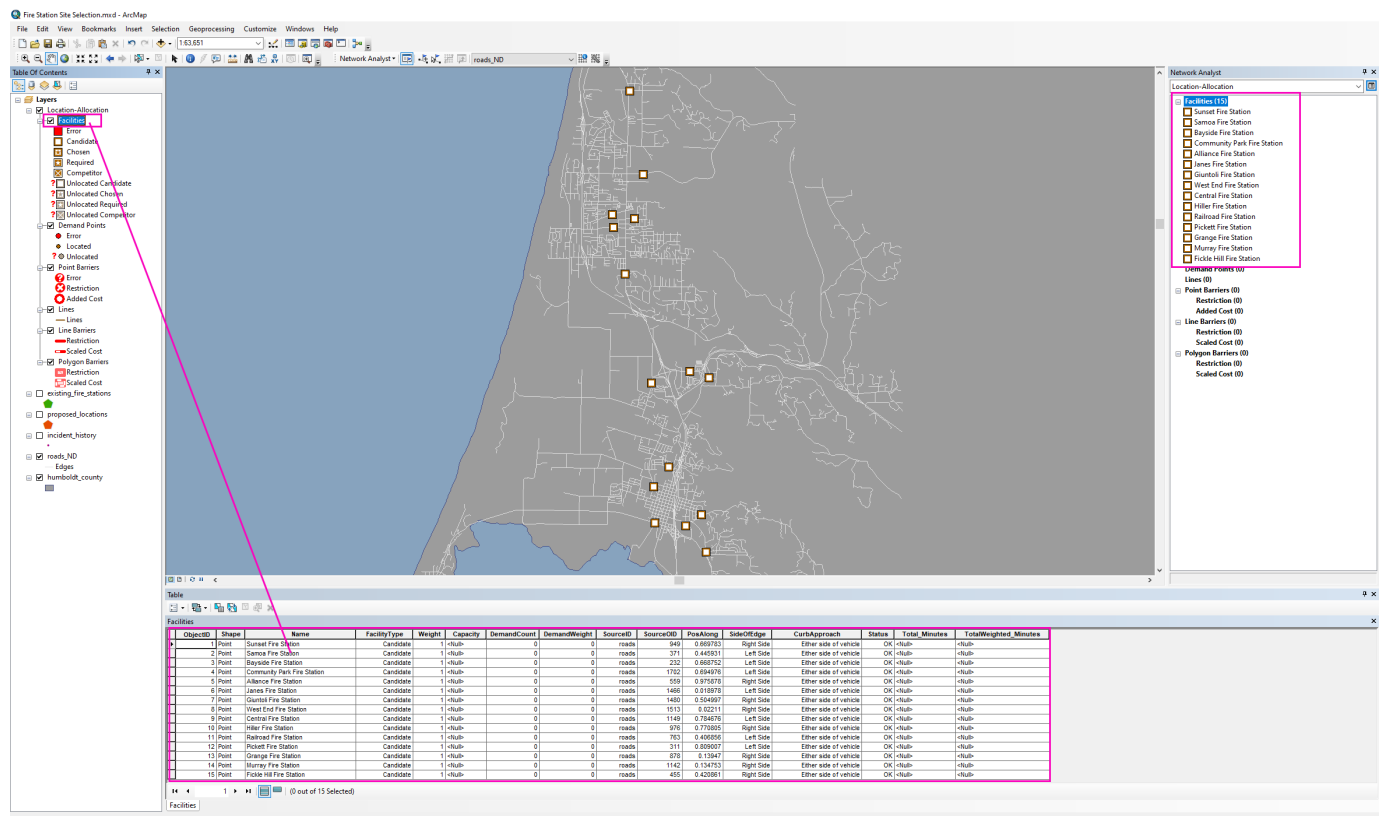 Fire Station Site Selection.mxd - ArcMap
File Edit View Bookmarks Insert Selection Geoprocessing Customize Windows Help
1:63,651
Network Analyst roads_ND
Table Of Contents
Layers
Location-Allocation
Facilities
Error
Candidate
Chosen
Required
Competitor
Unlocated Candidate
Unlocated Chosen
Unlocated Required
Unlocated Competitor
Demand Points
Error
Located
Unlocated
Point Barriers
Error
Restriction
Added Cost
Lines
Lines
Line Barriers
Restriction
Scaled Cost
Polygon Barriers
Restriction
Scaled Cost
existing_fire_stations
proposed_locations
incident_history
roads_ND
Edges
humboldt_county
Network Analyst
Location-Allocation
Facilities (15)
Sunset Fire Station
Samoa Fire Station
Bayside Fire Station
Community Park Fire Station
Alliance Fire Station
Janes Fire Station
Giuntoli Fire Station
West End Fire Station
Central Fire Station
Hiller Fire Station
Railroad Fire Station
Pickett Fire Station
Grange Fire Station
Murray Fire Station
Fickle Hill Fire Station
Demand Points (0)
Lines (0)
Point Barriers (0)
Restriction (0)
Added Cost (0)
Line Barriers (0)
Restriction (0)
Scaled Cost (0)
Polygon Barriers (0)
Restriction (0)
Scaled Cost (0)
Table
Facilities
ObjectID Shape Name FacilityType Weight Capacity DemandCount DemandWeight SourceID SourceOID PosAlong SideOfEdge CurbApproach Status Total_Minutes TotalWeighted_Minutes
1 Point Sunset Fire Station Candidate 1 <Null> 0 0 roads 949 0.669783 Right Side Either side of vehicle OK <Null> <Null>
2 Point Samoa Fire Station Candidate 1 <Null> 0 0 roads 371 0.445931 Left Side Either side of vehicle OK <Null> <Null>
3 Point Bayside Fire Station Candidate 1 <Null> 0 0 roads 232 0.668752 Left Side Either side of vehicle OK <Null> <Null>
4 Point Community Park Fire Station Candidate 1 <Null> 0 0 roads 1702 0.694976 Left Side Either side of vehicle OK <Null> <Null>
5 Point Alliance Fire Station Candidate 1 <Null> 0 0 roads 559 0.975878 Right Side Either side of vehicle OK <Null> <Null>
6 Point Janes Fire Station Candidate 1 <Null> 0 0 roads 1466 0.018978 Left Side Either side of vehicle OK <Null> <Null>
7 Point Giuntoli Fire Station Candidate 1 <Null> 0 0 roads 1480 0.504997 Right Side Either side of vehicle OK <Null> <Null>
8 Point West End Fire Station Candidate 1 <Null> 0 0 roads 1513 0.02211 Right Side Either side of vehicle OK <Null> <Null>
9 Point Central Fire Station Candidate 1 <Null> 0 0 roads 1149 0.784676 Left Side Either side of vehicle OK <Null> <Null>
10 Point Hiller Fire Station Candidate 1 <Null> 0 0 roads 976 0.770805 Right Side Either side of vehicle OK <Null> <Null>
11 Point Railroad Fire Station Candidate 1 <Null> 0 0 roads 763 0.406856 Left Side Either side of vehicle OK <Null> <Null>
12 Point Pickett Fire Station Candidate 1 <Null> 0 0 roads 311 0.809007 Left Side Either side of vehicle OK <Null> <Null>
13 Point Grange Fire Station Candidate 1 <Null> 0 0 roads 878 0.13947 Right Side Either side of vehicle OK <Null> <Null>
14 Point Murray Fire Station Candidate 1 <Null> 0 0 roads 1142 0.134753 Right Side Either side of vehicle OK <Null> <Null>
15 Point Fickle Hill Fire Station Candidate 1 <Null> 0 0 roads 455 0.420861 Right Side Either side of vehicle OK <Null> <Null>
1 (0 out of 15 Selected)
Facilities